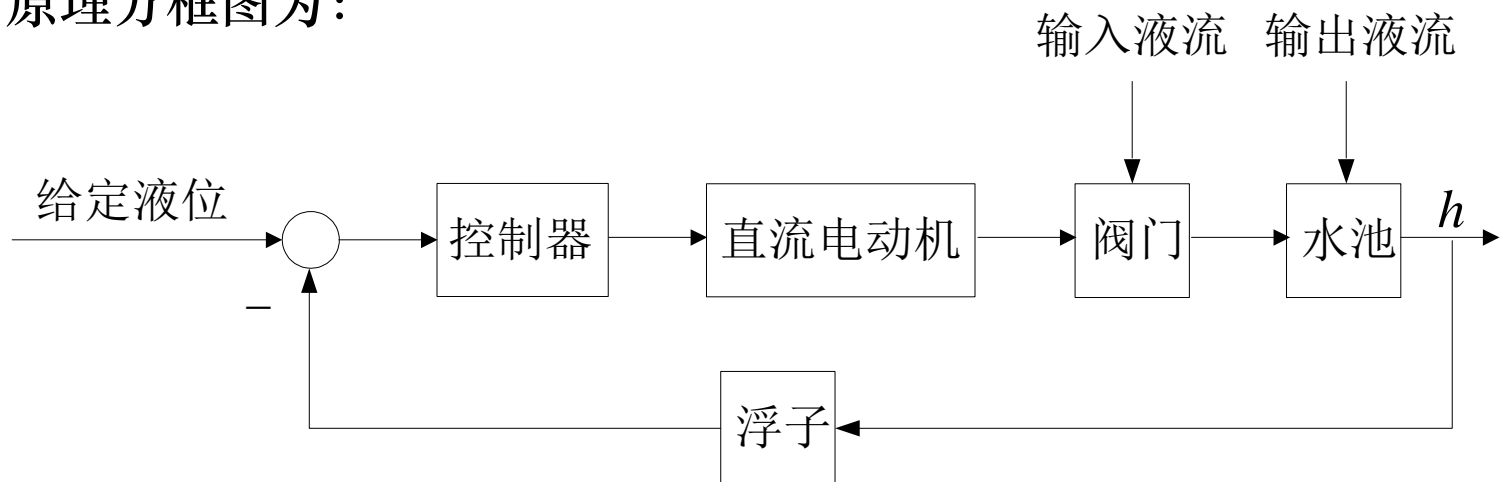 原理方框图为：
输入液流 输出液流
给定液位
控制器 直流电动机 阀门 水池 h
−
浮子